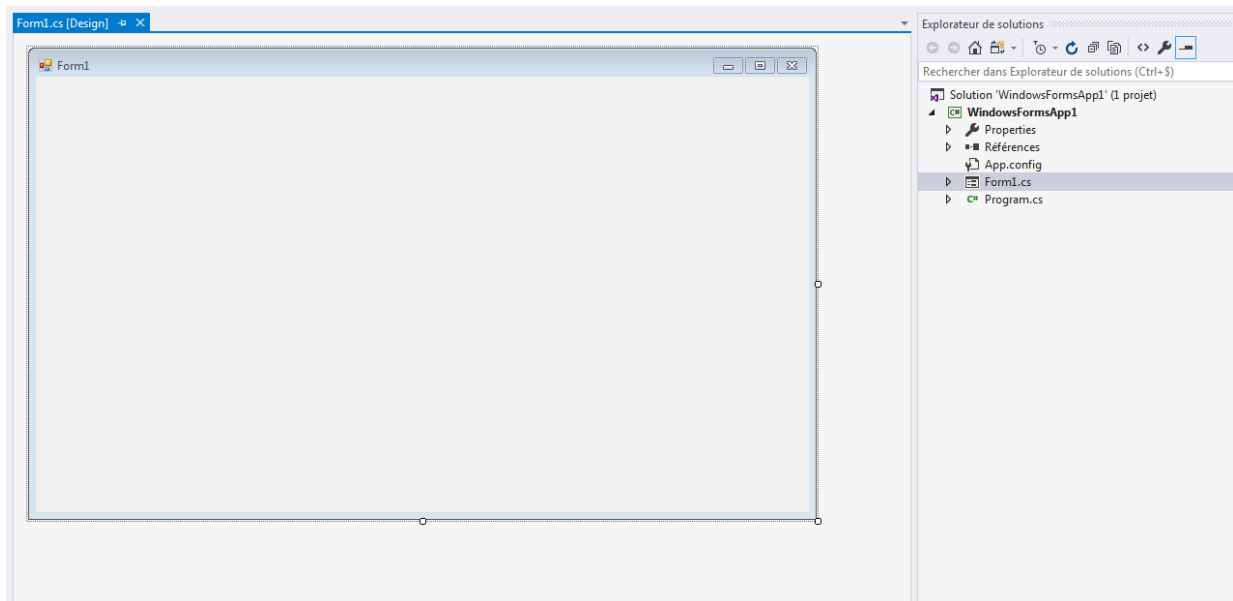 Form1.cs [Design]
Form1
Explorateur de solutions
Rechercher dans Explorateur de solutions (Ctrl+$)
Solution 'WindowsFormsApp1' (1 projet)
C# WindowsFormsApp1
Properties
Références
App.config
Form1.cs
C# Program.cs